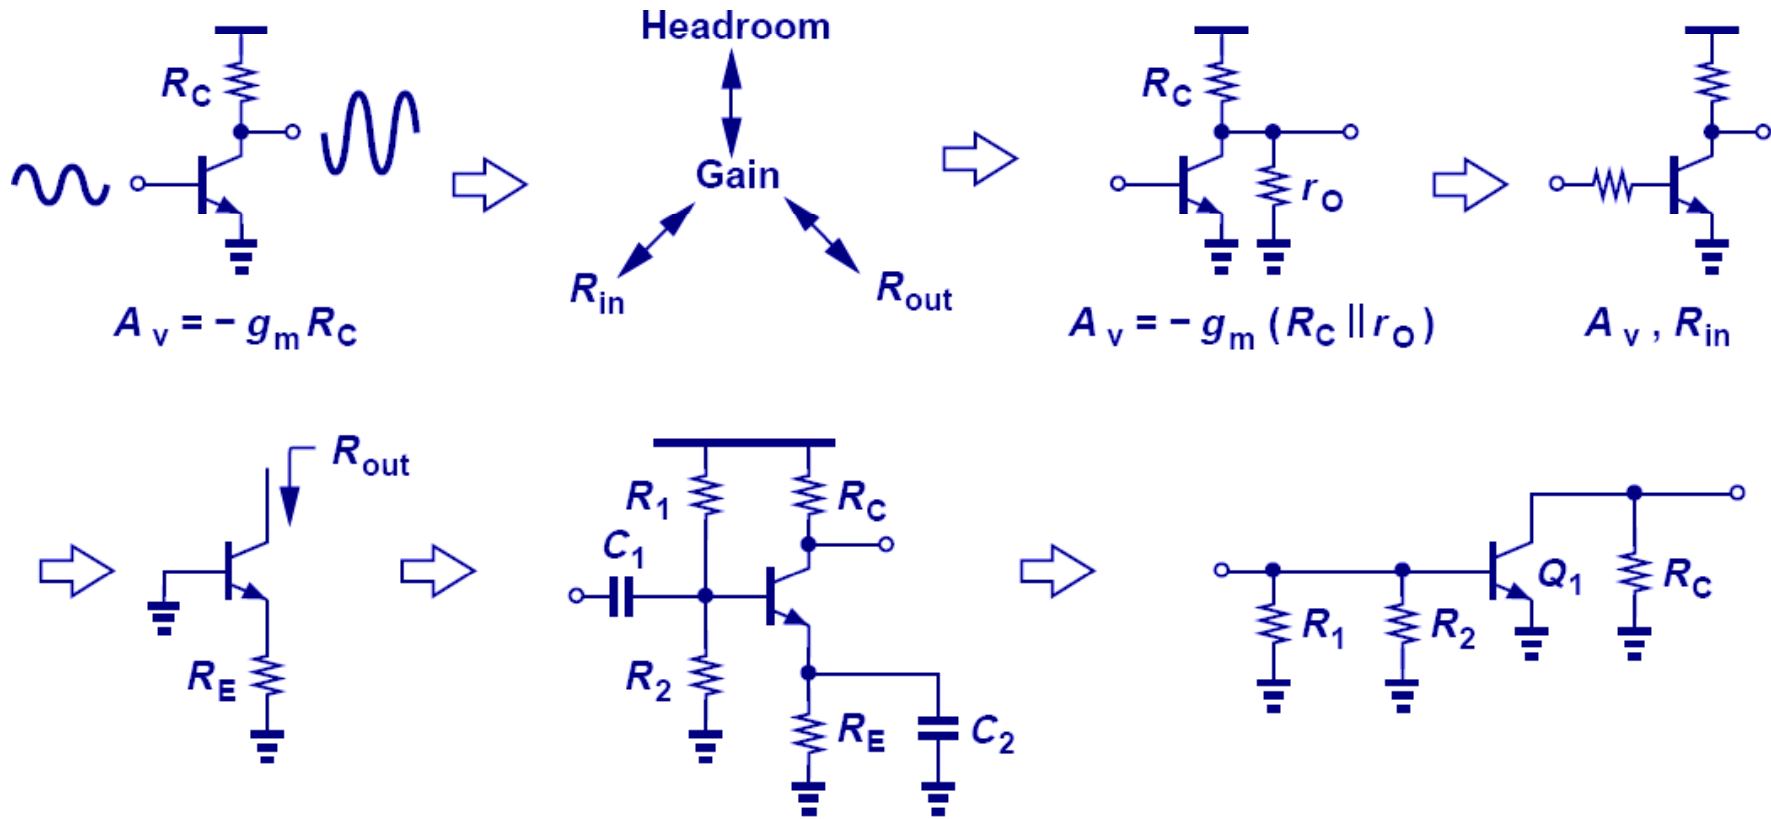 Headroom
R_C
Gain
R_in
R_out
A_v = − g_m R_C
R_C
r_O
A_v = − g_m ( R_C || r_O )
A_v , R_in
R_out
R_E
R_1
R_C
C_1
R_2
R_E
C_2
Q_1
R_C
R_1
R_2